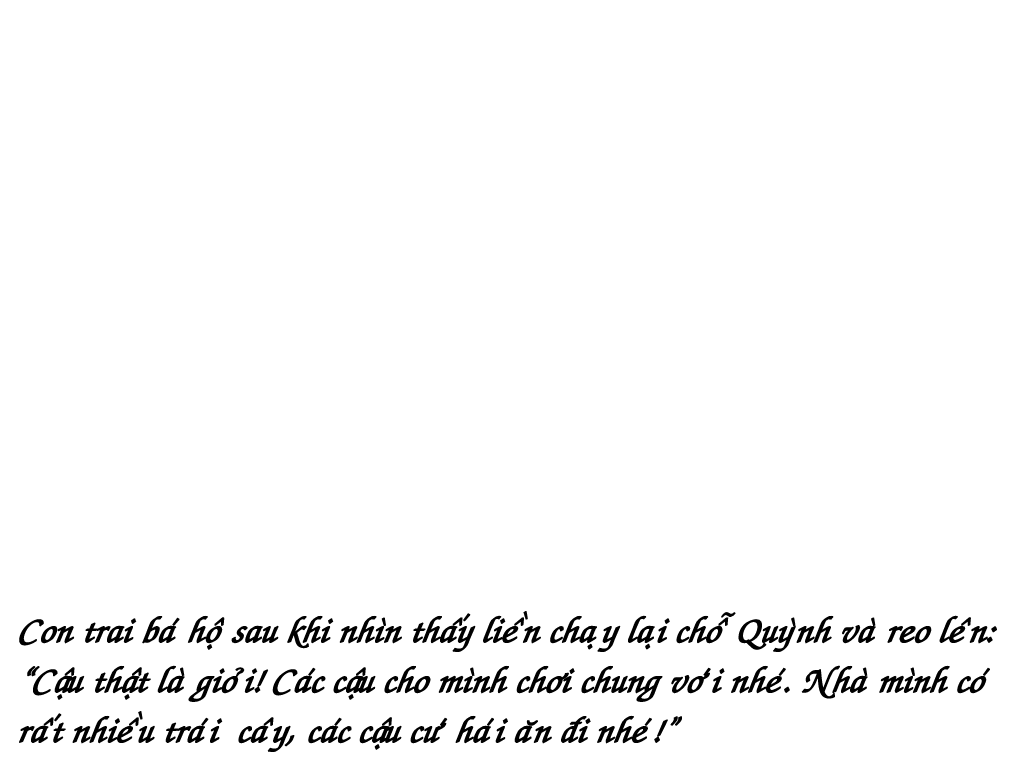 Con trai bá hộ sau khi nhìn thấy liền chạy lại chỗ Quỳnh và reo lên:
“Cậu thật là giỏi! Các cậu cho mình chơi chung với nhé. Nhà mình có
rất nhiều trái cây, các cậu cứ hái ăn đi nhé!”